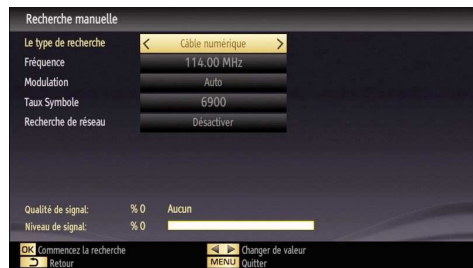 Recherche manuelle
Le type de recherche Câble numérique
Fréquence 114.00 MHz
Modulation Auto
Taux Symbole 6900
Recherche de réseau Désactiver
Qualité de signal: % 0 Aucun
Niveau de signal: % 0
OK Commencez la recherche Changer de valeur
Retour MENU Quitter